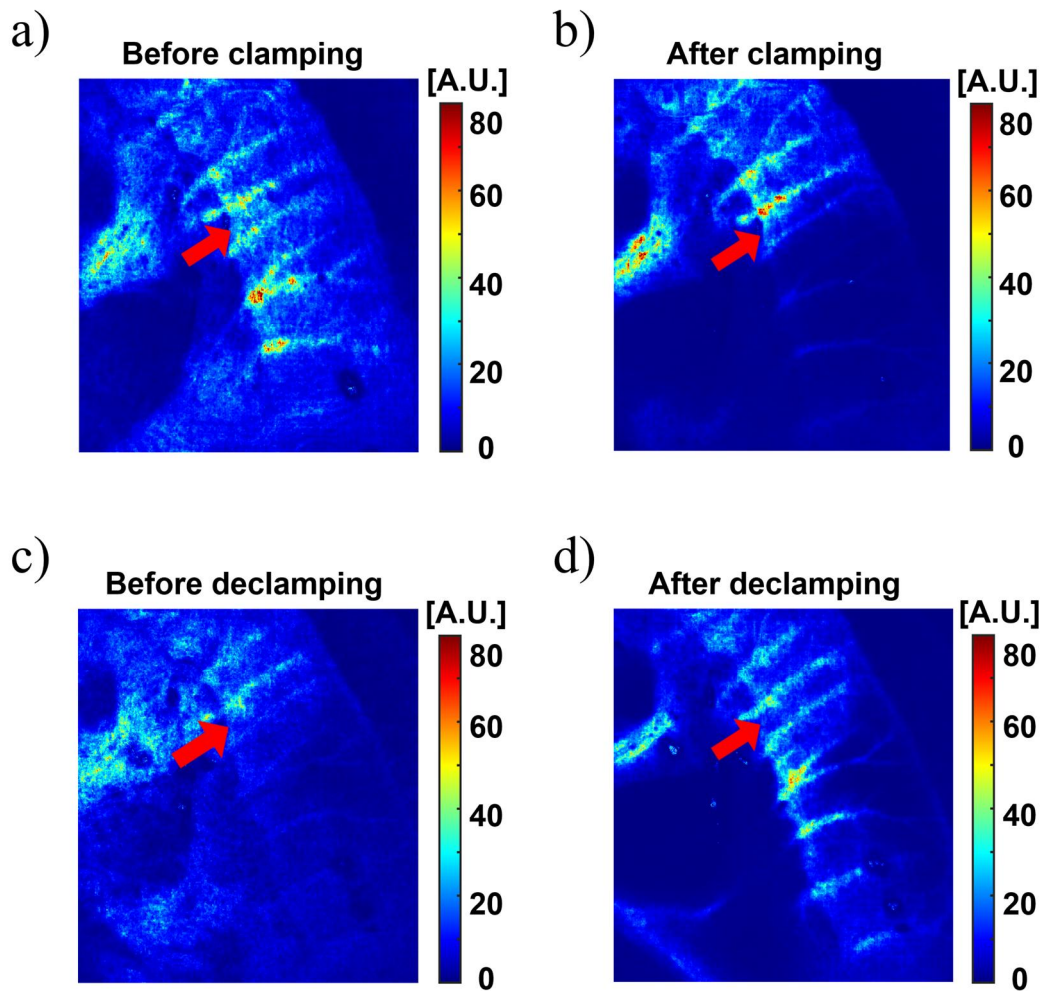 a)
Before clamping
[A.U.]
80
60
40
20
0
b)
After clamping
[A.U.]
80
60
40
20
0
c)
Before declamping
[A.U.]
80
60
40
20
0
d)
After declamping
[A.U.]
80
60
40
20
0